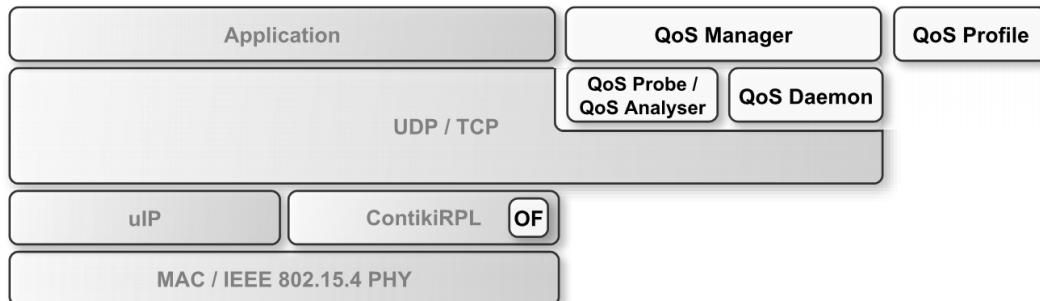 Application
QoS Manager
QoS Profile
QoS Probe /
QoS Analyser
QoS Daemon
UDP / TCP
uIP
ContikiRPL
OF
MAC / IEEE 802.15.4 PHY